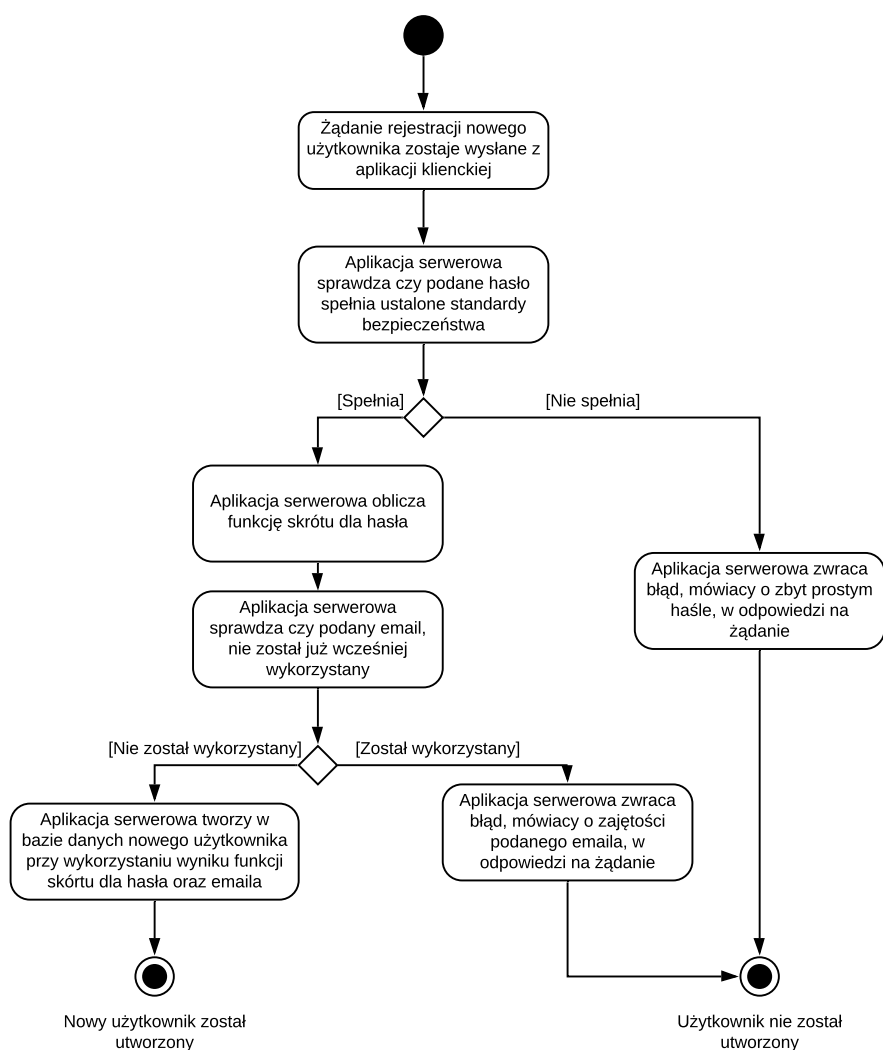 Żądanie rejestracji nowego
użytkownika zostaje wysłane z
aplikacji klienckiej
Aplikacja serwerowa
sprawdza czy podane hasło
spełnia ustalone standardy
bezpieczeństwa
[Spełnia]
[Nie spełnia]
Aplikacja serwerowa oblicza
funkcję skrótu dla hasła
Aplikacja serwerowa zwraca
błąd, mówiacy o zbyt prostym
haśle, w odpowiedzi na
żądanie
Aplikacja serwerowa
sprawdza czy podany email,
nie został już wcześniej
wykorzystany
[Nie został wykorzystany]
[Został wykorzystany]
Aplikacja serwerowa tworzy w
bazie danych nowego użytkownika
przy wykorzystaniu wyniku funkcji
skórtu dla hasła oraz emaila
Aplikacja serwerowa zwraca
błąd, mówiacy o zajętości
podanego emaila, w
odpowiedzi na żądanie
Nowy użytkownik został
utworzony
Użytkownik nie został
utworzony